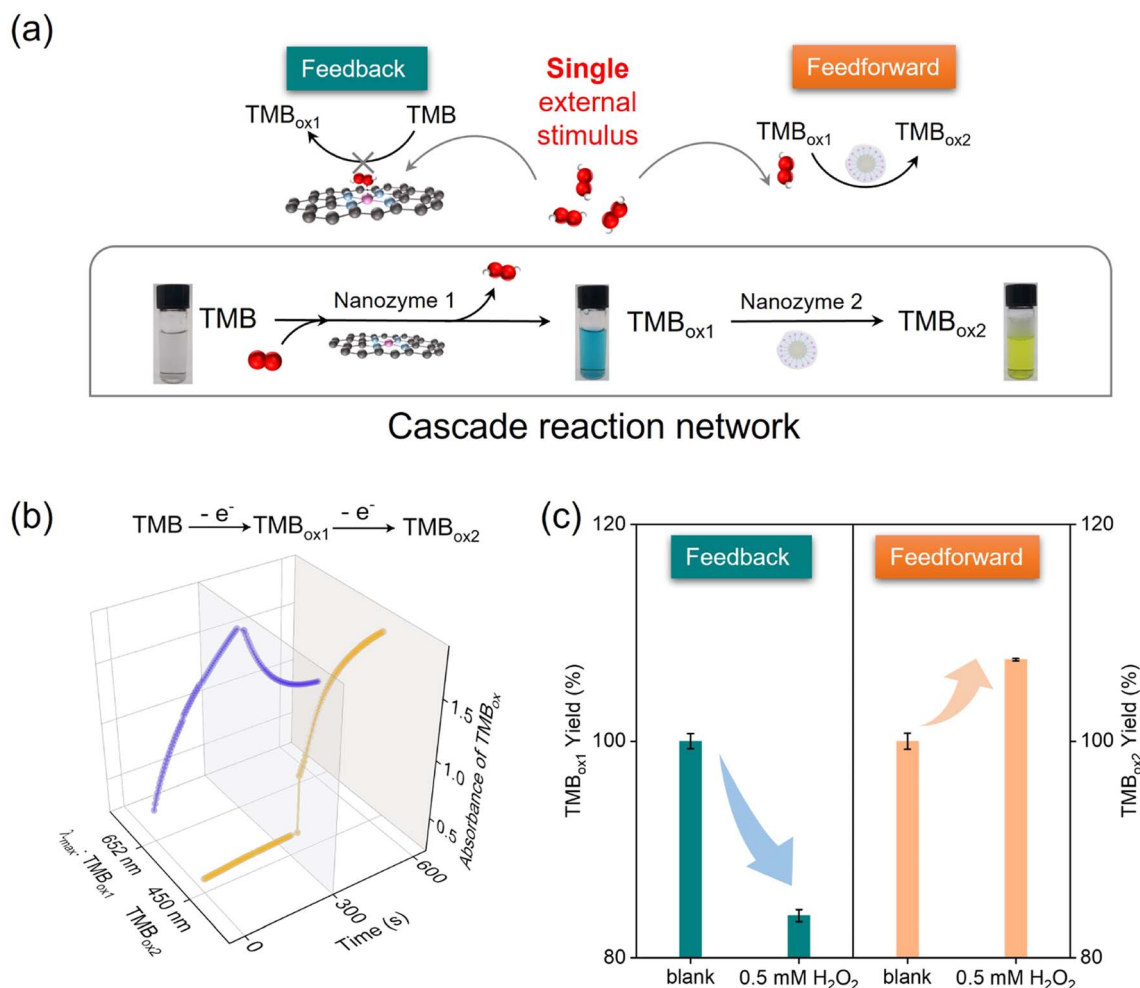 (a)
Feedback
Single
external
stimulus
Feedforward
TMBox1
TMB
TMBox1
TMBox2
TMB
Nanozyme 1
TMBox1
Nanozyme 2
TMBox2
Cascade reaction network
(b)
TMB - e- TMBox1 - e- TMBox2
1.5
1.0
0.5
Absorbance of TMBox
652 nm
450 nm
λmax: TMBox1 TMBox2
0
300
600
Time (s)
(c)
120
100
80
TMBox1 Yield (%)
Feedback
Feedforward
120
100
80
TMBox2 Yield (%)
blank
0.5 mM H2O2
blank
0.5 mM H2O2